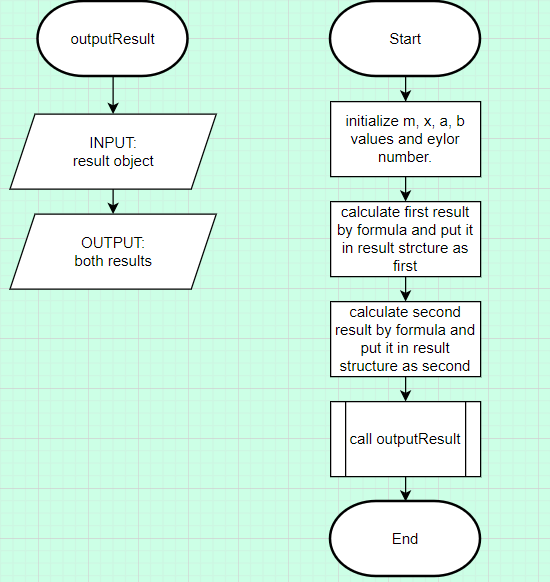 outputResult
INPUT:
result object
OUTPUT:
both results
Start
initialize m, x, a, b
values and eylor
number.
calculate first result
by formula and put it
in result strcture as
first
calculate second
result by formula and
put it in result
structure as second
call outputResult
End